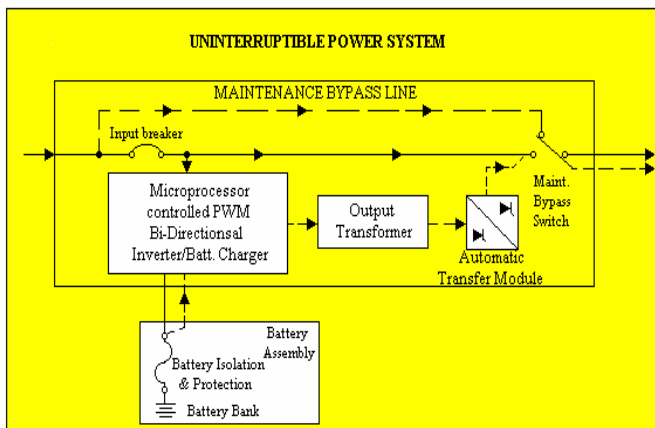 UNINTERRUPTIBLE POWER SYSTEM
MAINTENANCE BYPASS LINE
Input breaker
Microprocessor
controlled PWM
Bi-Directionsal
Inverter/Batt. Charger
Output
Transformer
Maint.
Bypass
Switch
Automatic
Transfer Module
Battery
Assembly
Battery Isolation
& Protection
Battery Bank